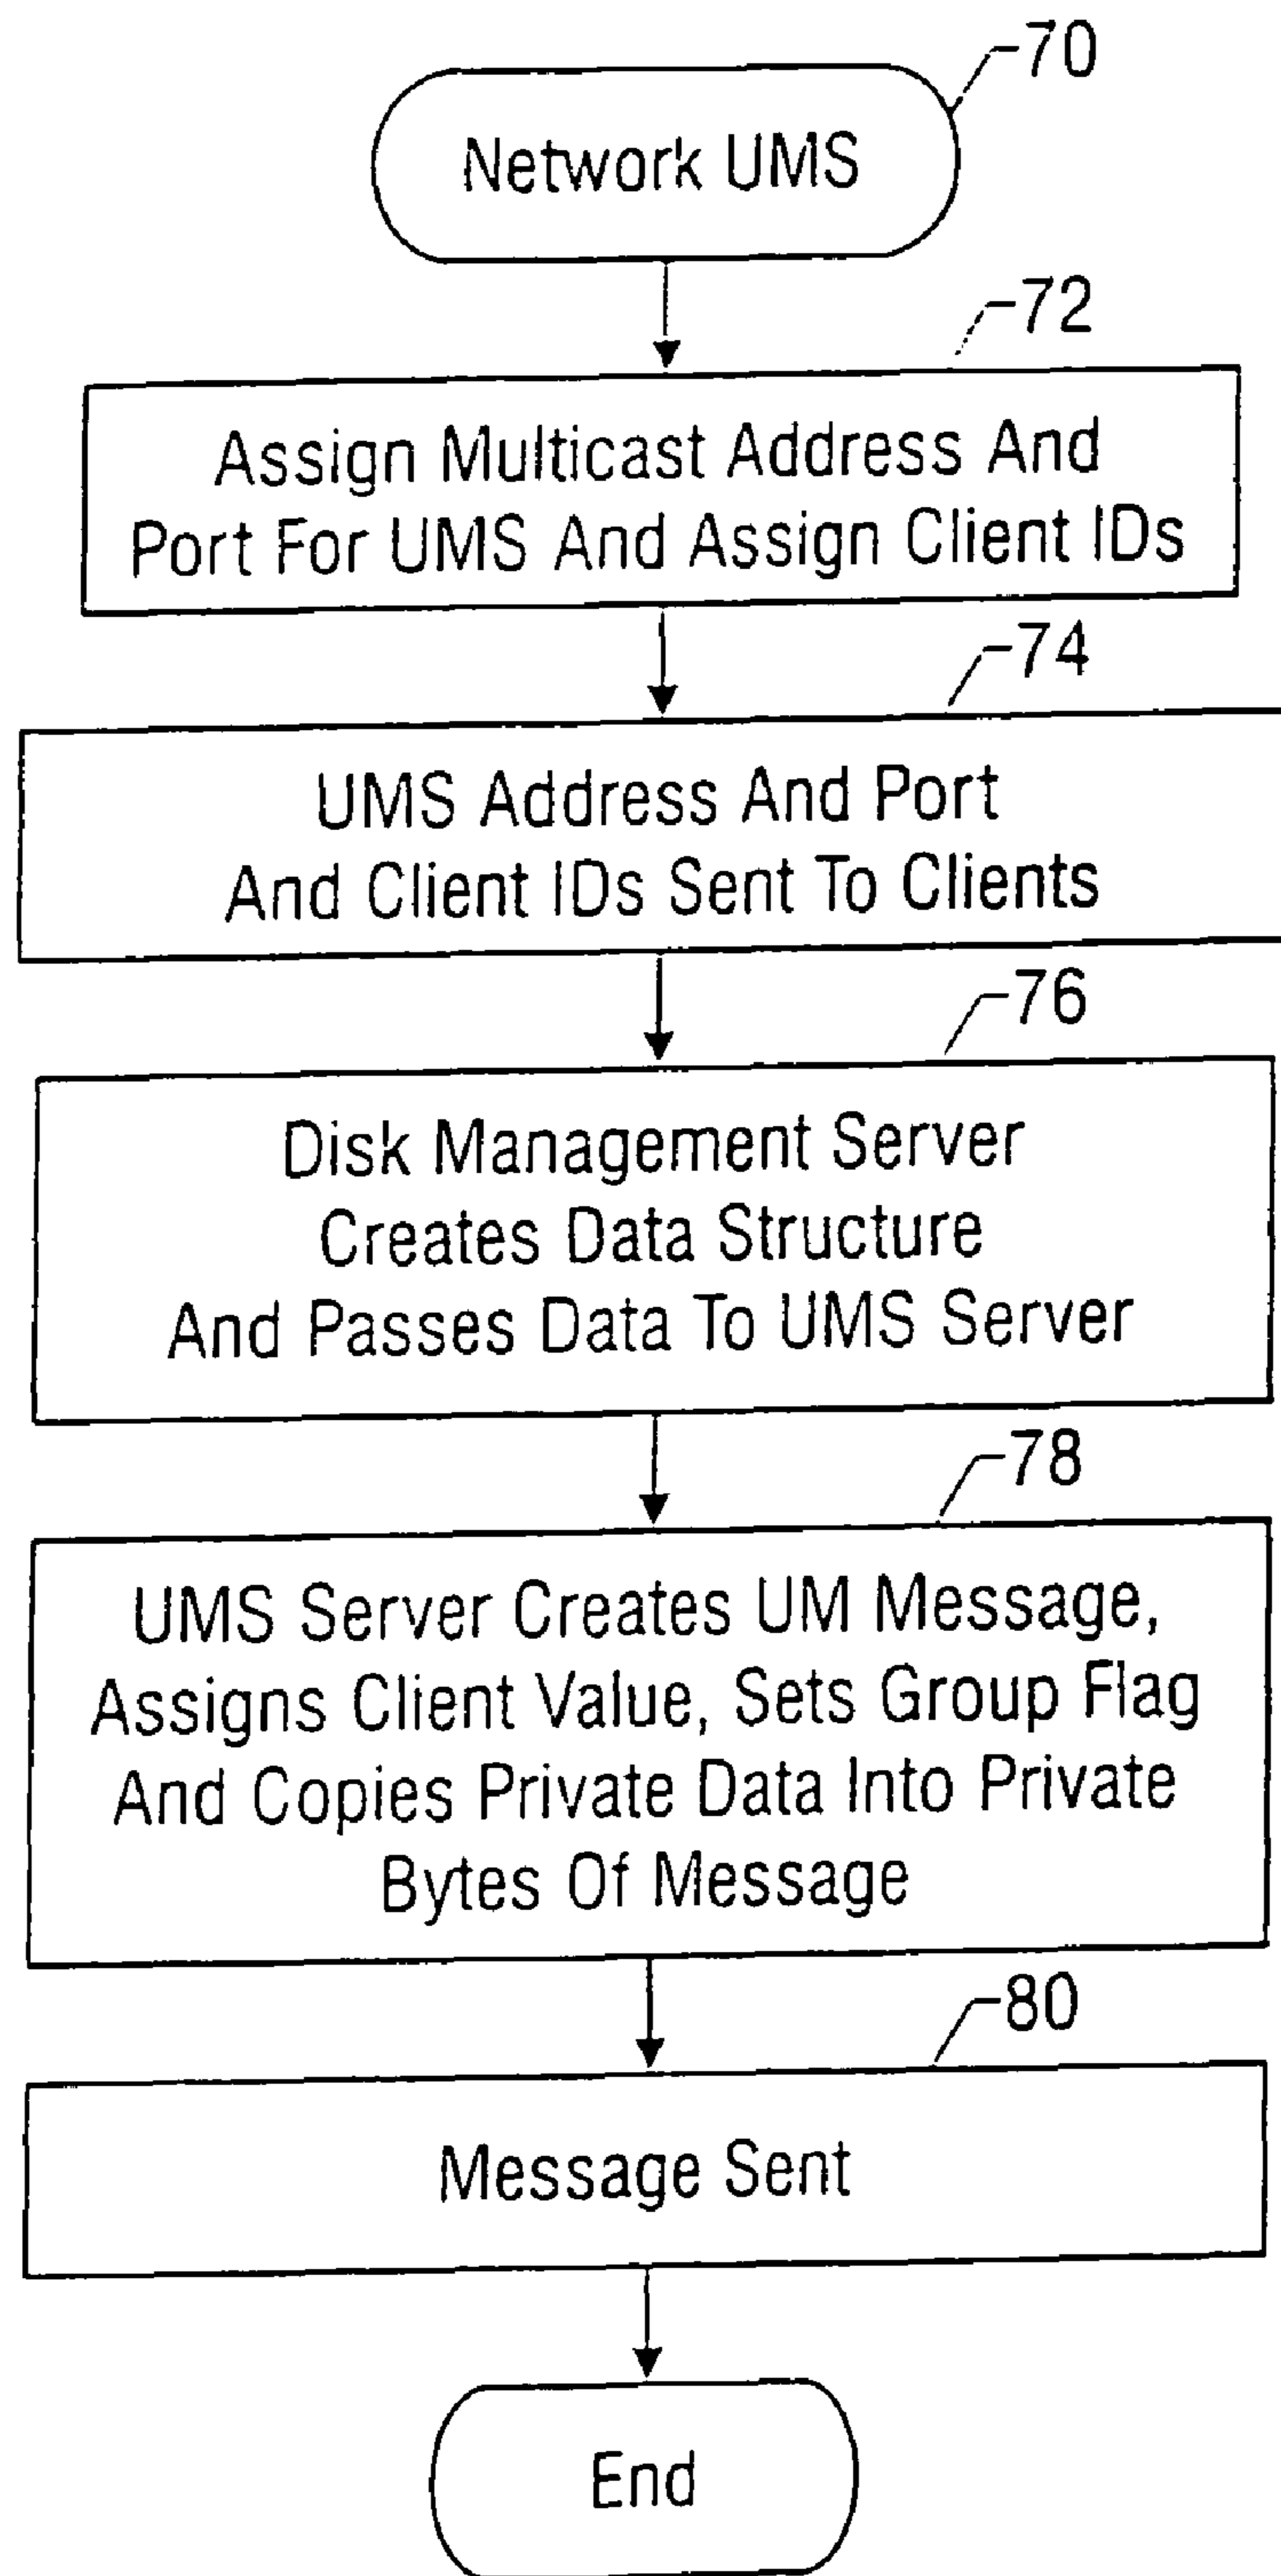 70
Network UMS
72
Assign Multicast Address And
Port For UMS And Assign Client IDs
74
UMS Address And Port
And Client IDs Sent To Clients
76
Disk Management Server
Creates Data Structure
And Passes Data To UMS Server
78
UMS Server Creates UM Message,
Assigns Client Value, Sets Group Flag
And Copies Private Data Into Private
Bytes Of Message
80
Message Sent
End